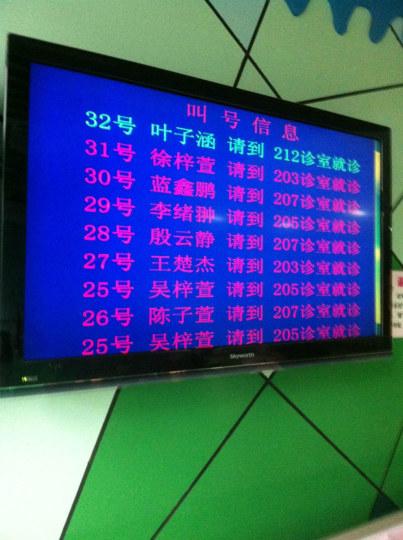 叫号信息
32号 叶子涵 请到 212诊室就诊
31号 徐梓萱 请到 203诊室就诊
30号 蓝鑫鹏 请到 207诊室就诊
29号 李绪翀 请到 205诊室就诊
28号 殷云静 请到 207诊室就诊
27号 王楚杰 请到 203诊室就诊
25号 吴梓萱 请到 205诊室就诊
26号 陈子萱 请到 207诊室就诊
25号 吴梓萱 请到 205诊室就诊
Skyworth